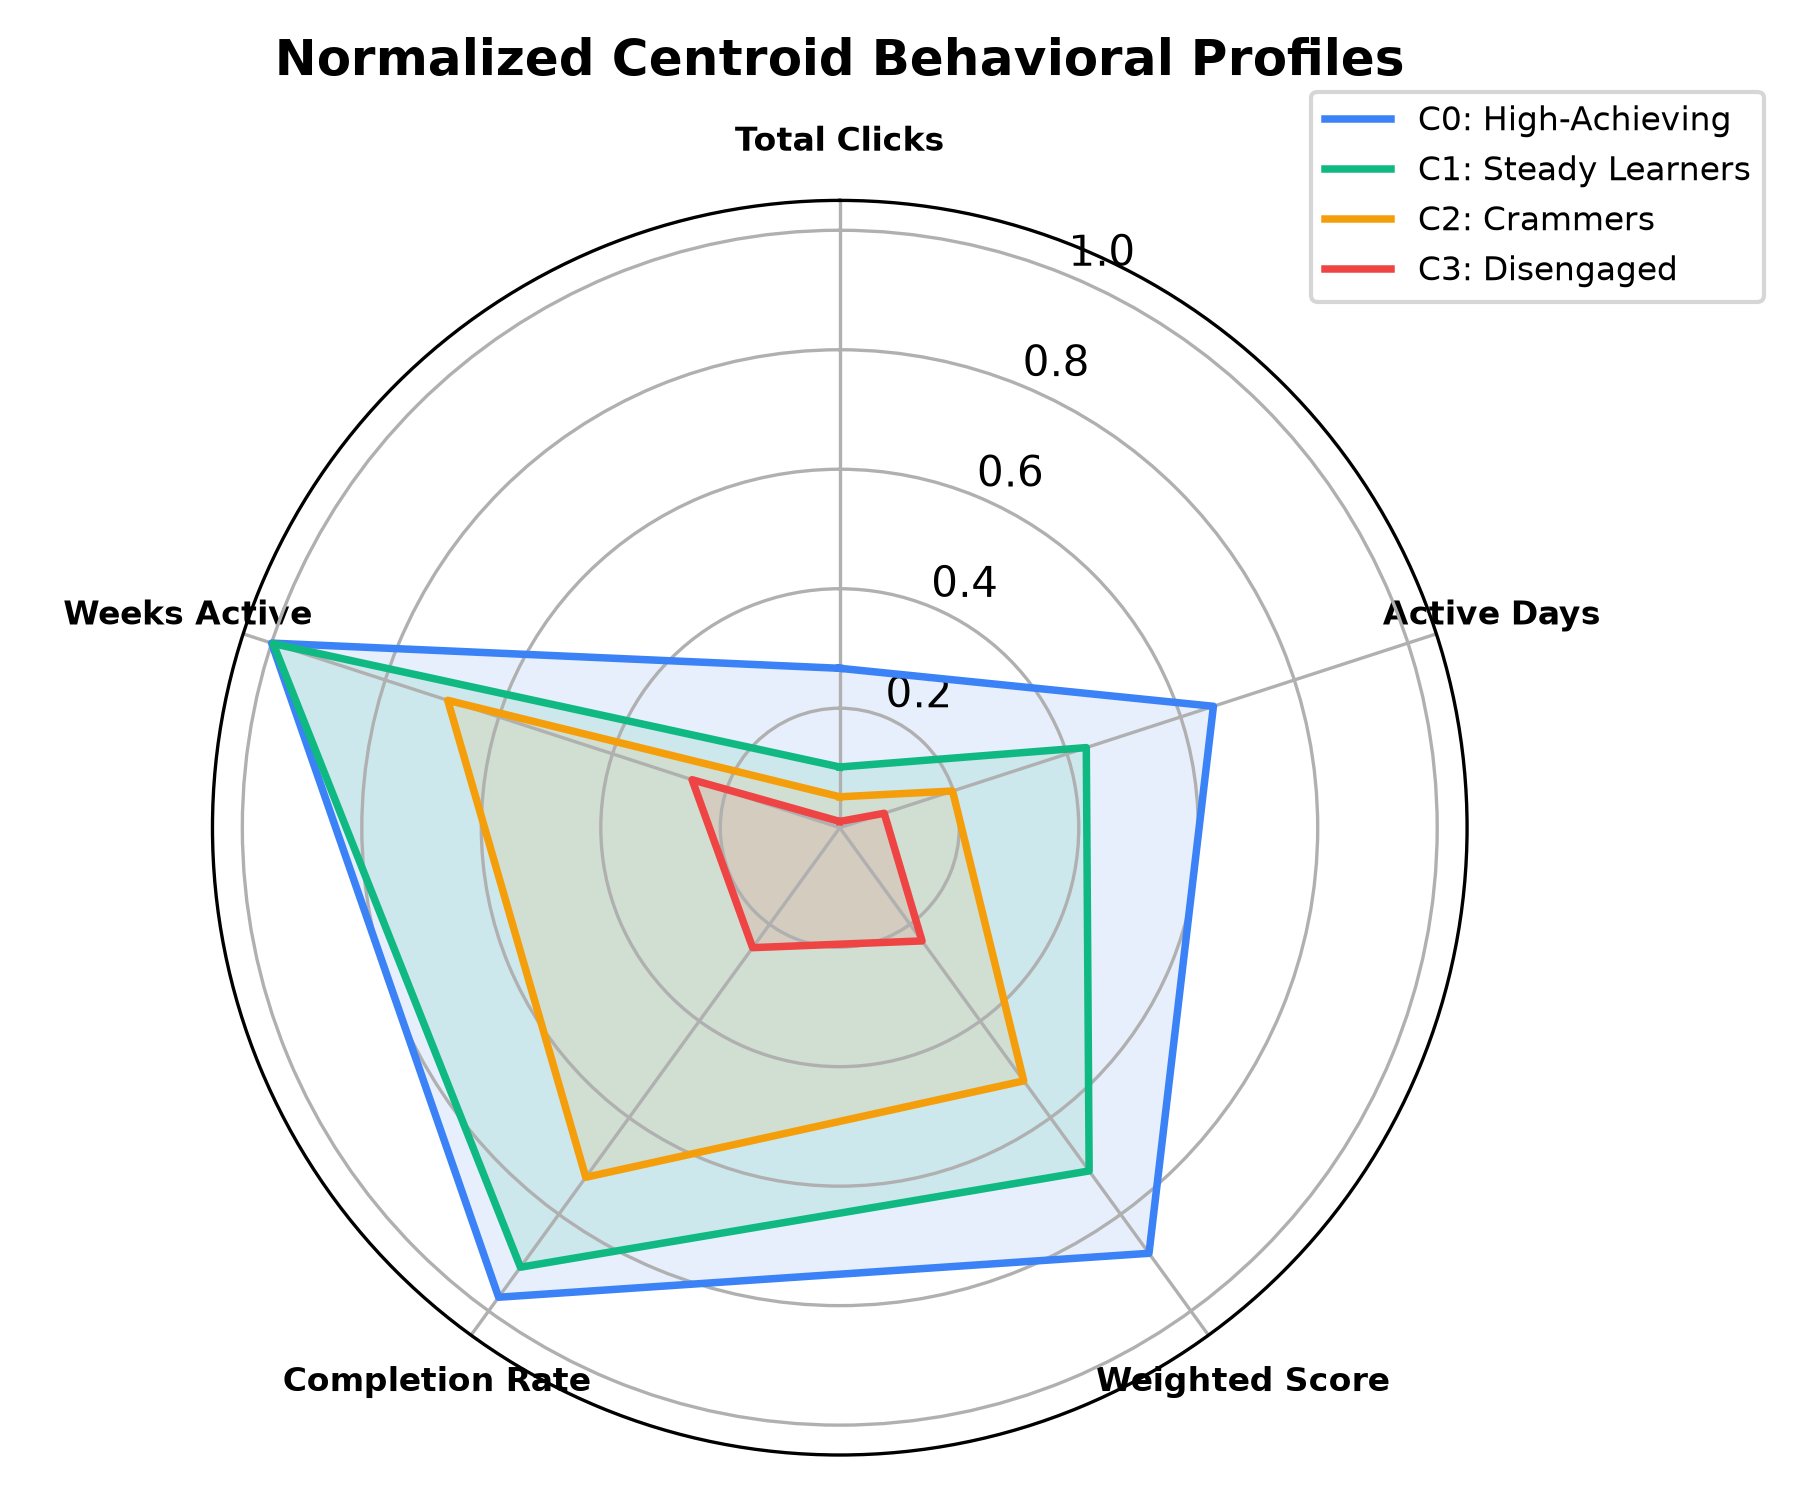 Normalized Centroid Behavioral Profiles
C0: High-Achieving
C1: Steady Learners
C2: Crammers
C3: Disengaged
Total Clicks
1.0
0.8
0.6
0.4
0.2
Weeks Active
Active Days
Completion Rate
Weighted Score